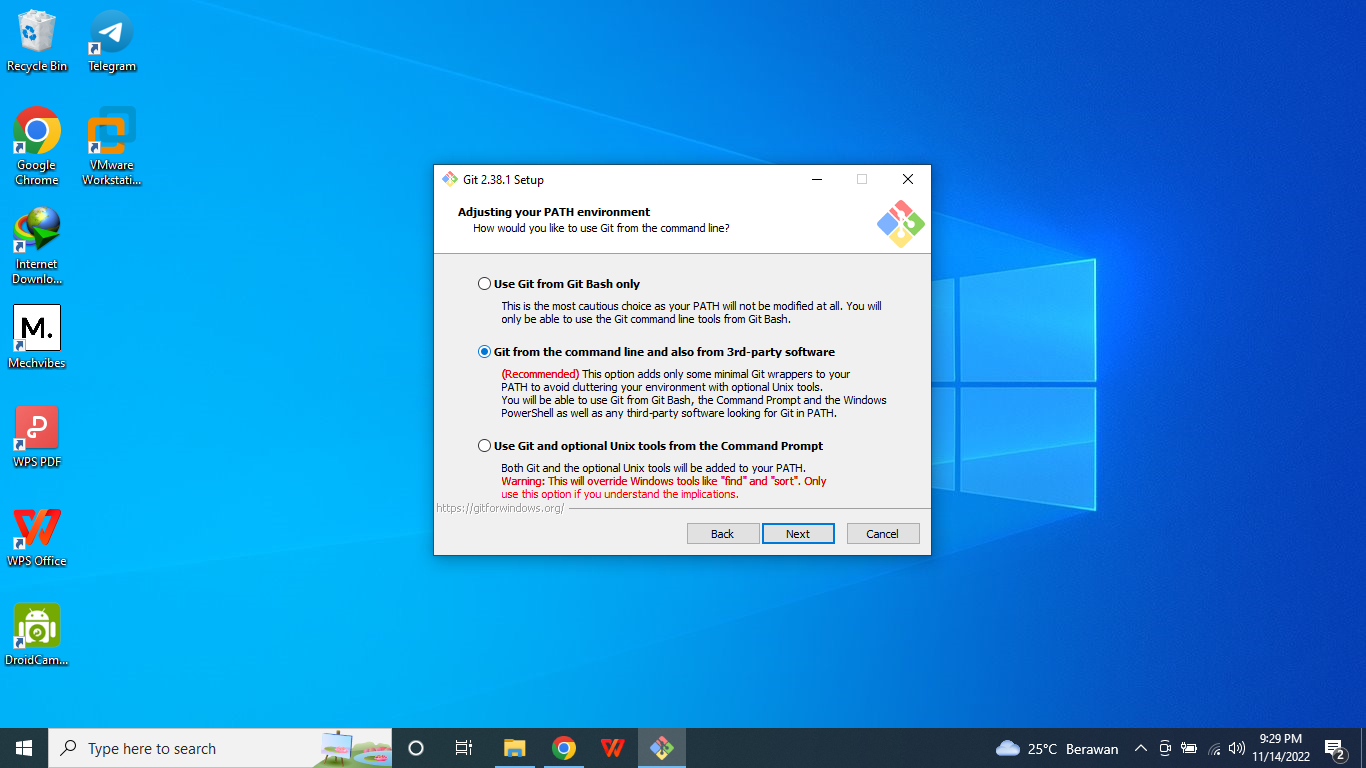 Recycle Bin
Telegram
Google
Chrome
VMware
Workstati...
Internet
Downlo...
M.
Mechvibes
WPS PDF
WPS Office
DroidCam...
Git 2.38.1 Setup
Adjusting your PATH environment
How would you like to use Git from the command line?
Use Git from Git Bash only
This is the most cautious choice as your PATH will not be modified at all. You will
only be able to use the Git command line tools from Git Bash.
Git from the command line and also from 3rd-party software
(Recommended) This option adds only some minimal Git wrappers to your
PATH to avoid cluttering your environment with optional Unix tools.
You will be able to use Git from Git Bash, the Command Prompt and the Windows
PowerShell as well as any third-party software looking for Git in PATH.
Use Git and optional Unix tools from the Command Prompt
Both Git and the optional Unix tools will be added to your PATH.
Warning: This will override Windows tools like "find" and "sort". Only
use this option if you understand the implications.
https://gitforwindows.org/
Back
Next
Cancel
Type here to search
25°C Berawan
9:29 PM
11/14/2022
2